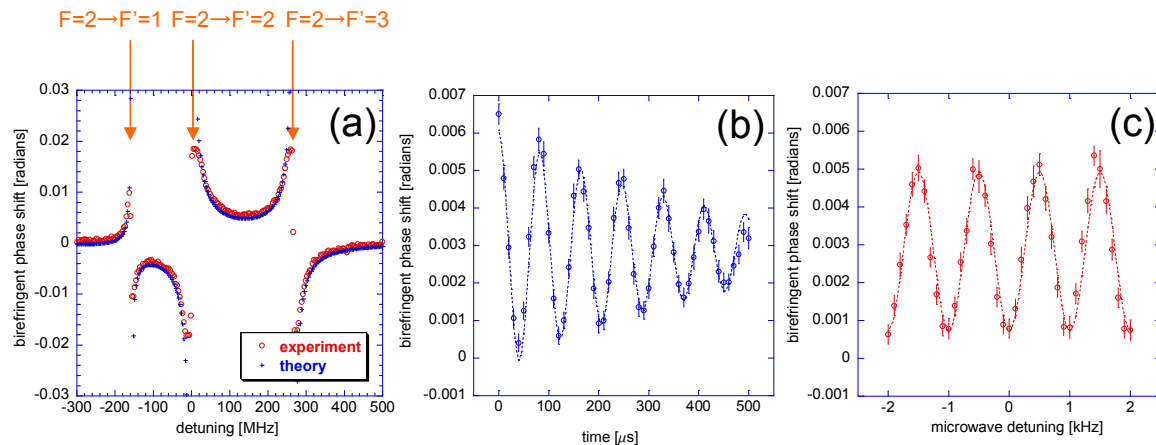 F=2→F'=1 F=2→F'=2 F=2→F'=3
(a)
birefringent phase shift [radians]
0.03
0.02
0.01
0
-0.01
-0.02
-0.03
-300 -200 -100 0 100 200 300 400 500
detuning [MHz]
experiment
theory
(b)
birefringent phase shift [radians]
0.007
0.006
0.005
0.004
0.003
0.002
0.001
0
-0.001
0 100 200 300 400 500
time [μs]
(c)
birefringent phase shift [radians]
0.007
0.006
0.005
0.004
0.003
0.002
0.001
0
-0.001
-2 -1 0 1 2
microwave detuning [kHz]